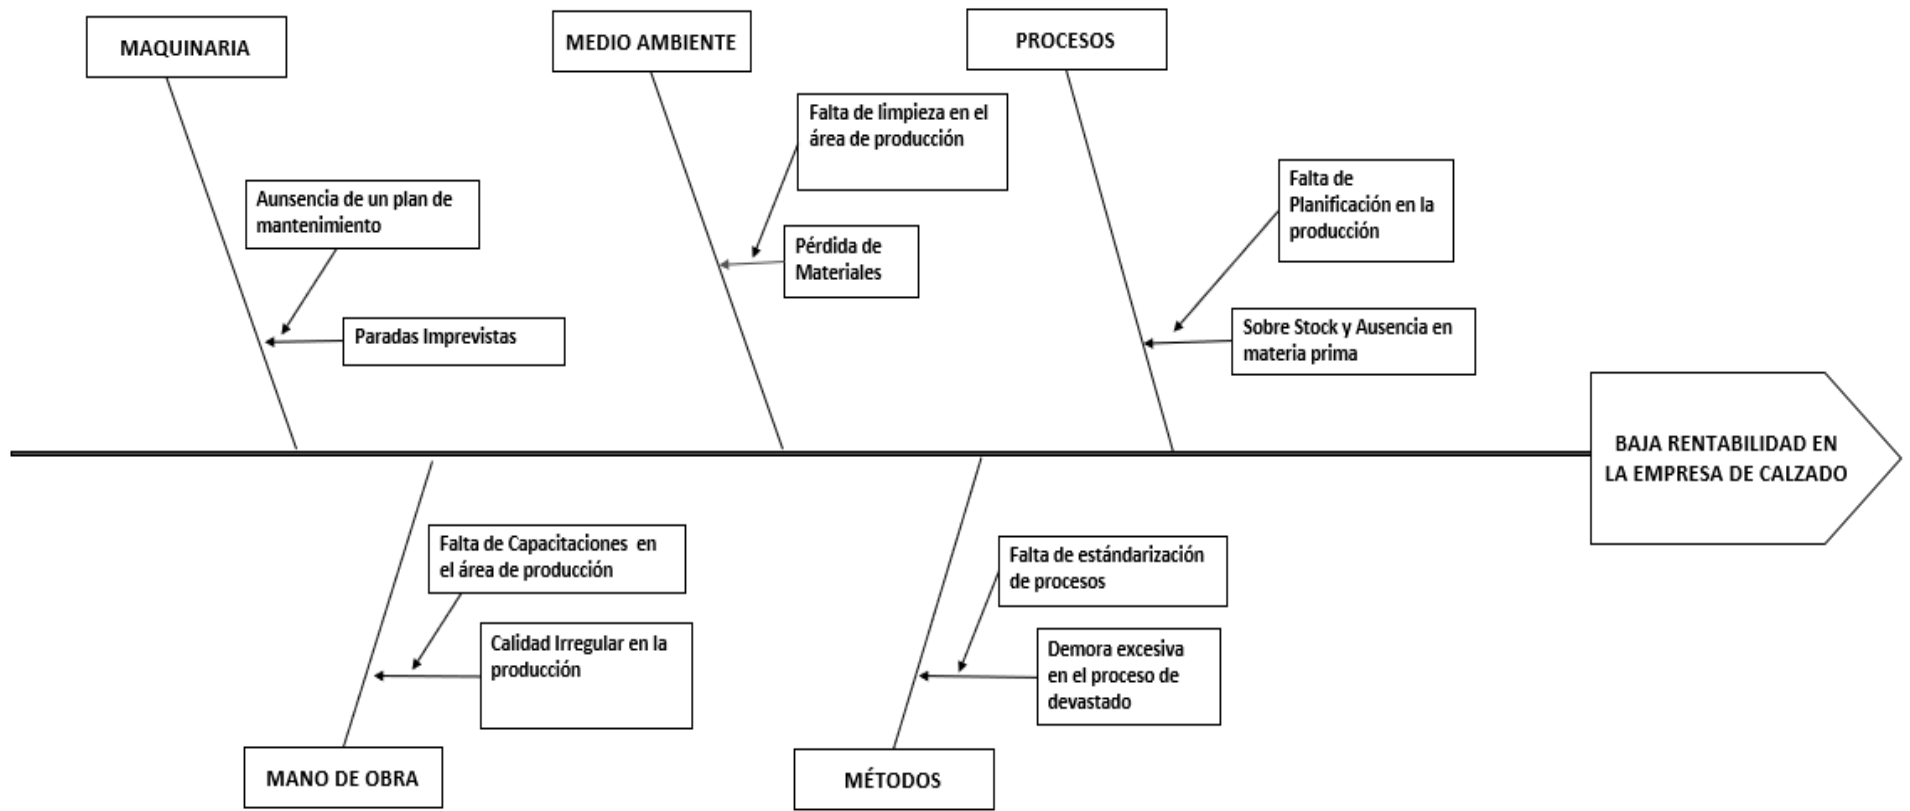 MAQUINARIA
MEDIO AMBIENTE
PROCESOS
Falta de limpieza en el
área de producción
Aunsencia de un plan de
mantenimiento
Falta de
Planificación en la
producción
Pérdida de
Materiales
Paradas Imprevistas
Sobre Stock y Ausencia en
materia prima
BAJA RENTABILIDAD EN
LA EMPRESA DE CALZADO
Falta de Capacitaciones en
el área de producción
Falta de estándarización
de procesos
Calidad Irregular en la
producción
Demora excesiva
en el proceso de
devastado
MANO DE OBRA
MÉTODOS